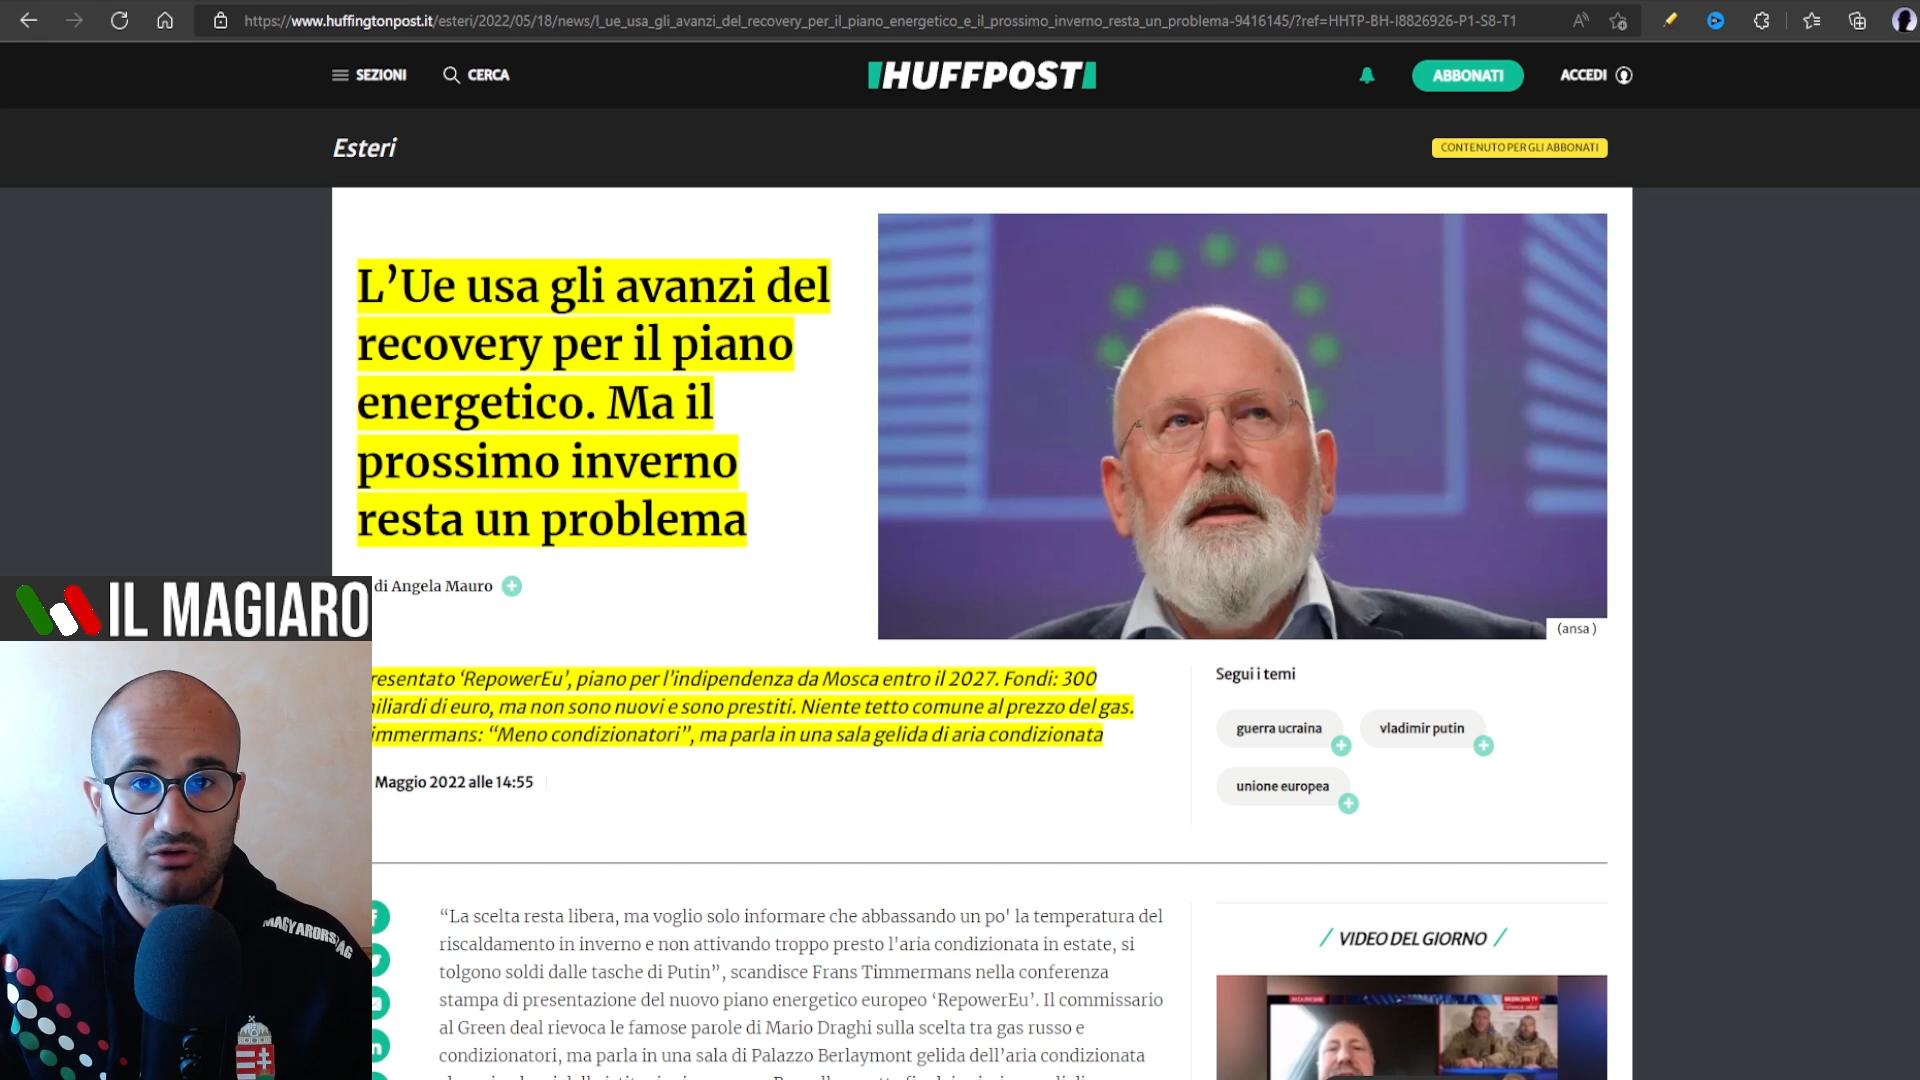 https://www.huffingtonpost.it/esteri/2022/05/18/news/l_ue_usa_gli_avanzi_del_recovery_per_il_piano_energetico_e_il_prossimo_inverno_resta_un_problema-9416145/?ref=HHTP-BH-I8826926-P1-S8-T1
SEZIONI
CERCA
HUFFPOST
ABBONATI
ACCEDI
Esteri
CONTENUTO PER GLI ABBONATI
L’Ue usa gli avanzi del
recovery per il piano
energetico. Ma il
prossimo inverno
resta un problema
di Angela Mauro
(ansa)
IL MAGIARO
resentato ‘RepowerEu’, piano per l’indipendenza da Mosca entro il 2027. Fondi: 300
iliardi di euro, ma non sono nuovi e sono prestiti. Niente tetto comune al prezzo del gas.
immermans: “Meno condizionatori”, ma parla in una sala gelida di aria condizionata
Maggio 2022 alle 14:55
Segui i temi
guerra ucraina
vladimir putin
unione europea
“La scelta resta libera, ma voglio solo informare che abbassando un po' la temperatura del
riscaldamento in inverno e non attivando troppo presto l'aria condizionata in estate, si
tolgono soldi dalle tasche di Putin”, scandisce Frans Timmermans nella conferenza
stampa di presentazione del nuovo piano energetico europeo ‘RepowerEu’. Il commissario
al Green deal rievoca le famose parole di Mario Draghi sulla scelta tra gas russo e
condizionatori, ma parla in una sala di Palazzo Berlaymont gelida dell’aria condizionata
VIDEO DEL GIORNO
MAGYARORSZÁG